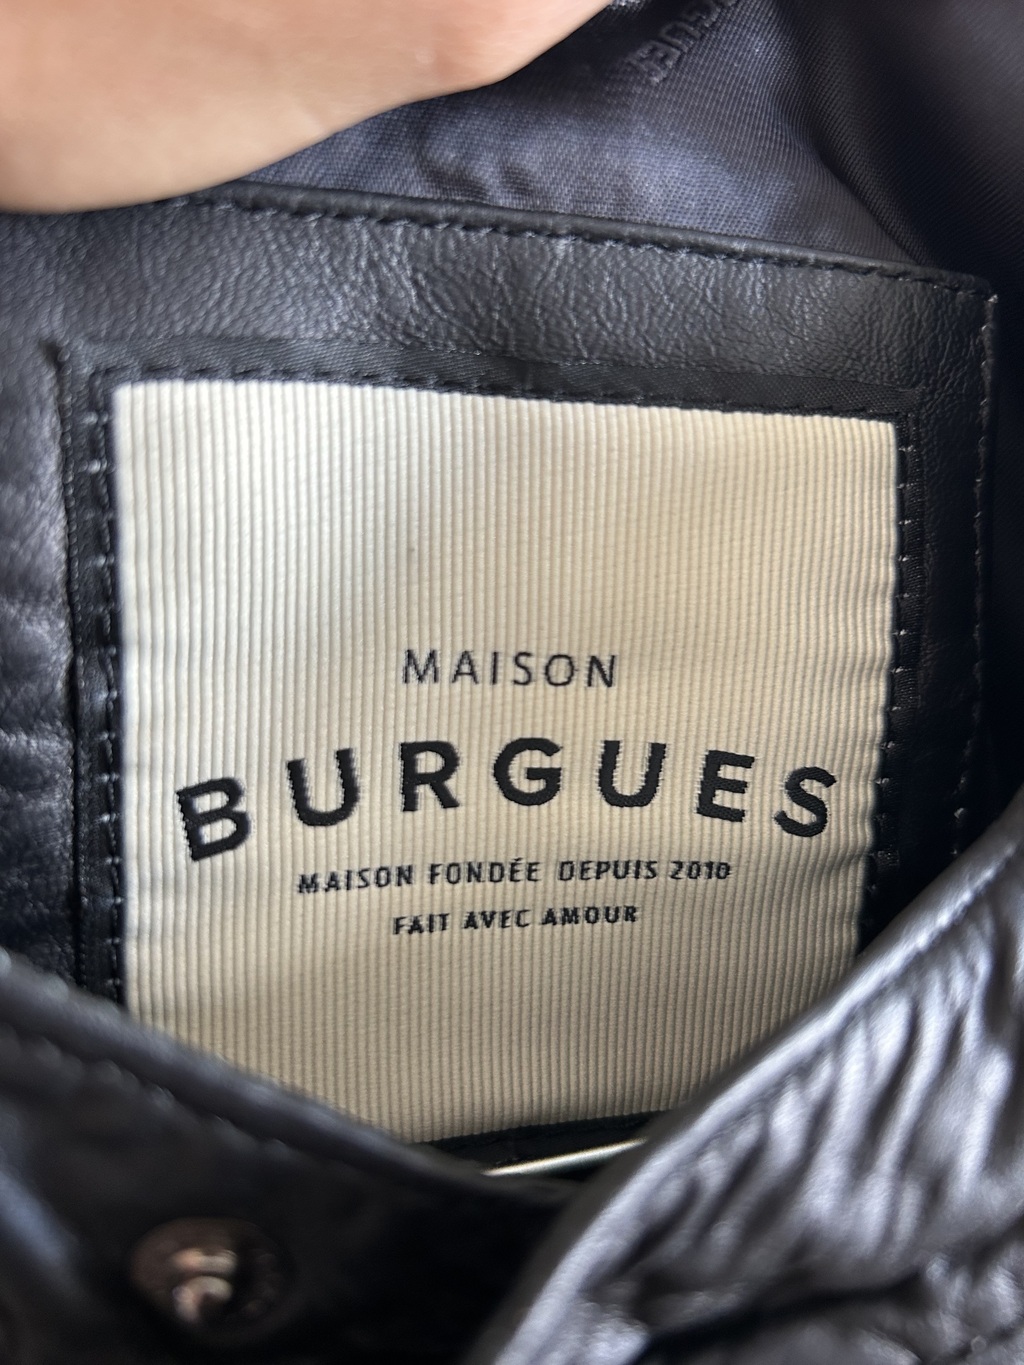 MAISON
BURGUES
MAISON FONDÉE DEPUIS 2010
FAIT AVEC AMOUR